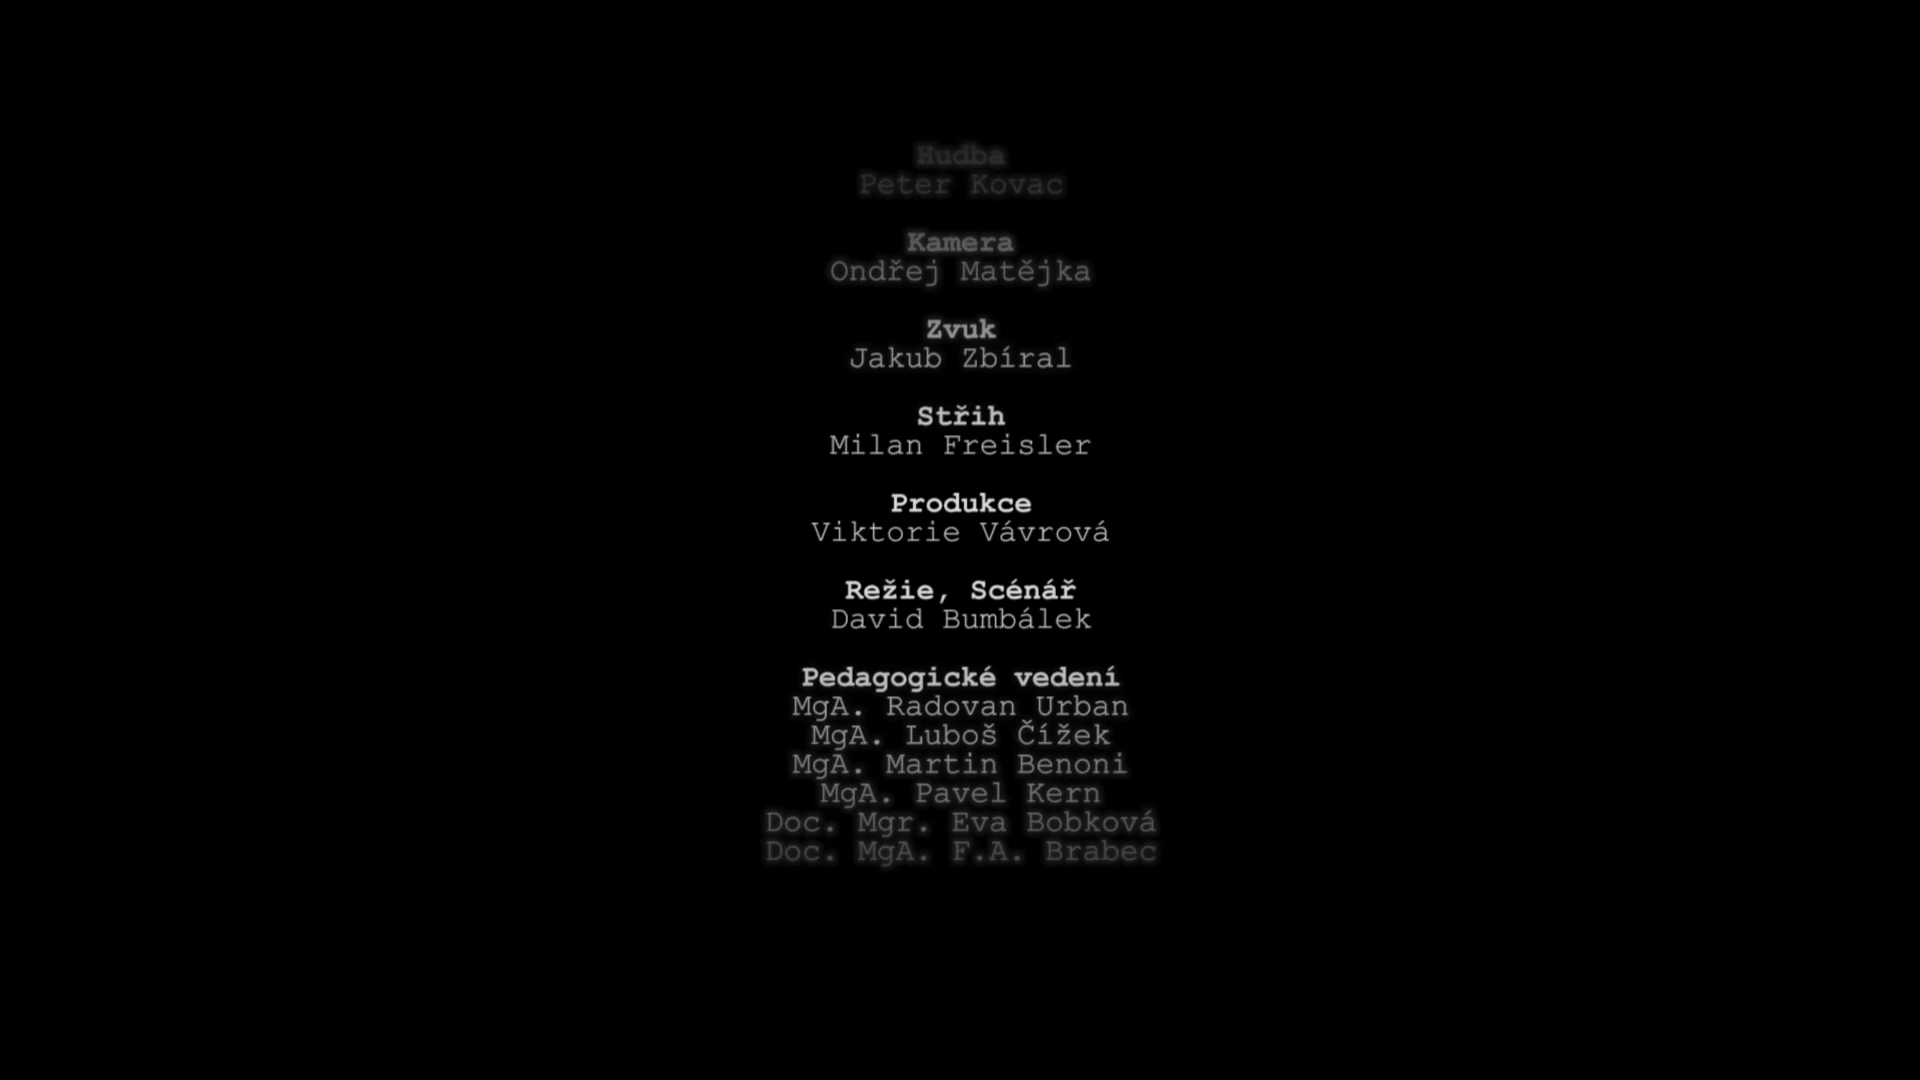 Hudba
Peter Kovac
Kamera
Ondřej Matějka
Zvuk
Jakub Zbíral
Střih
Milan Freisler
Produkce
Viktorie Vávrová
Režie, Scénář
David Bumbálek
Pedagogické vedení
MgA. Radovan Urban
MgA. Luboš Čížek
MgA. Martin Benoni
MgA. Pavel Kern
Doc. Mgr. Eva Bobková
Doc. MgA. F.A. Brabec